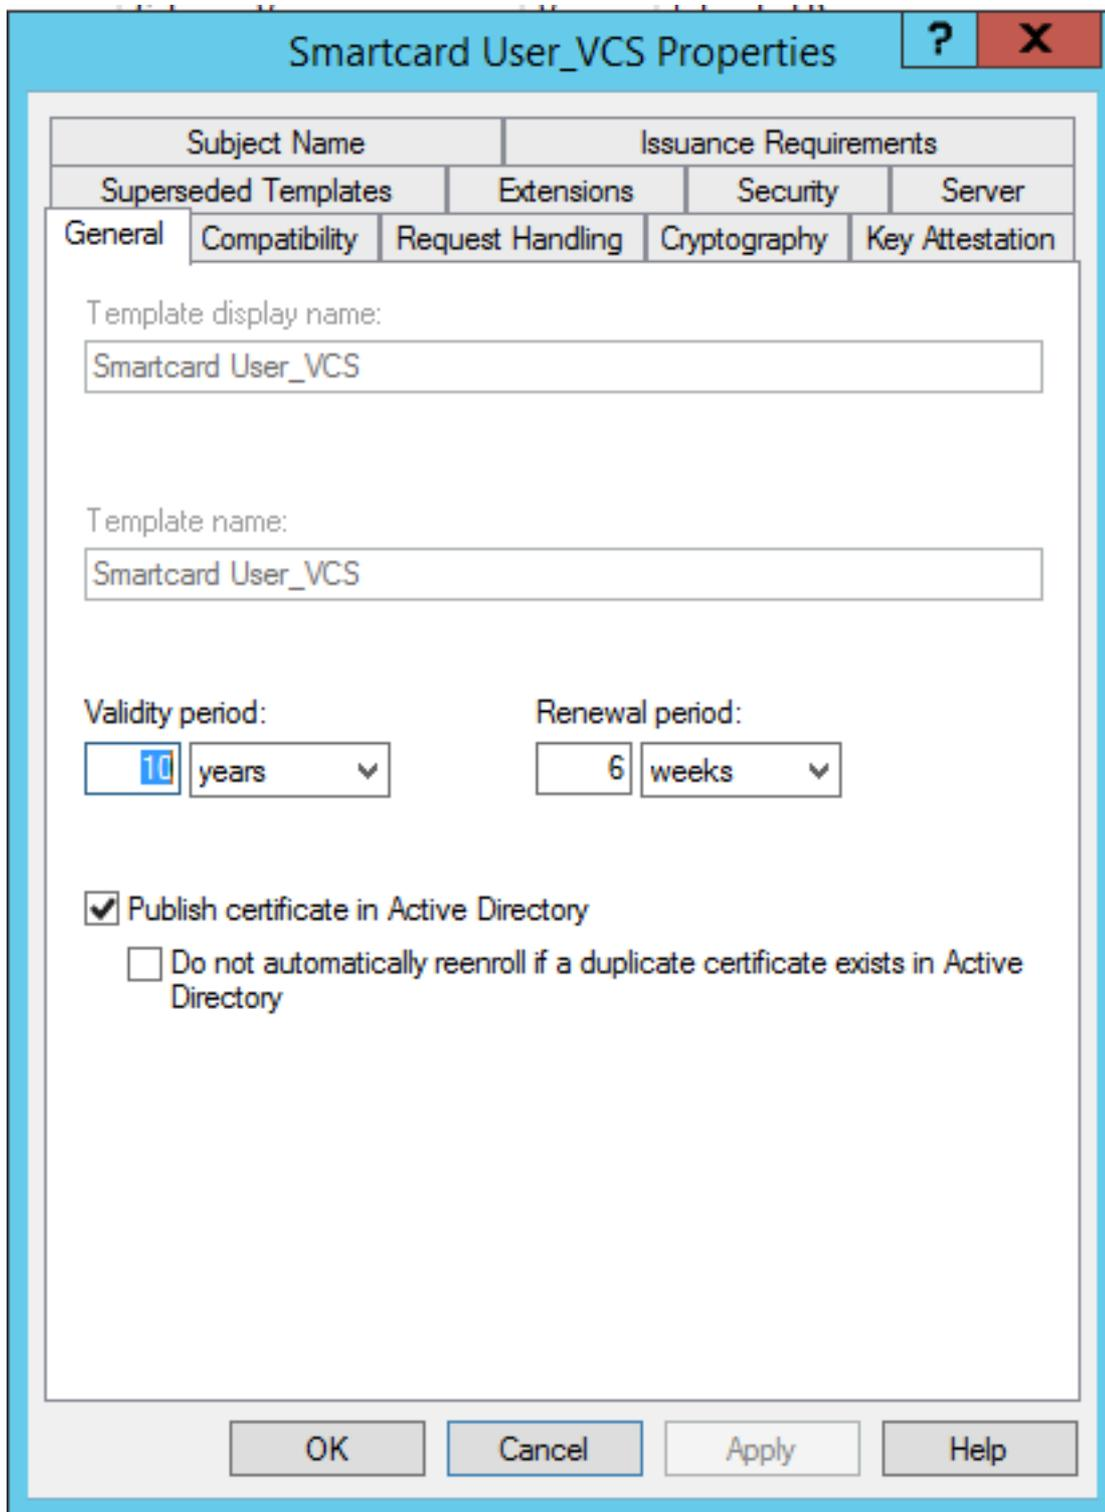 Smartcard User_VCS Properties
?
X
Subject Name
Issuance Requirements
Superseded Templates
Extensions
Security
Server
General
Compatibility
Request Handling
Cryptography
Key Attestation
Template display name:
Smartcard User_VCS
Template name:
Smartcard User_VCS
Validity period:
Renewal period:
10
years
6
weeks
Publish certificate in Active Directory
Do not automatically reenroll if a duplicate certificate exists in Active
Directory
OK
Cancel
Apply
Help